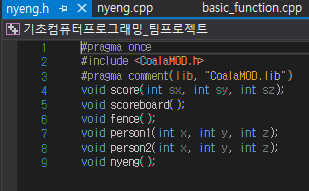 nyeng.h
nyeng.cpp
basic_function.cpp
기초컴퓨터프로그래밍_팀프로젝트
1 #pragma once
2 #include <CoalaMOD.h>
3 #pragma comment(lib, "CoalaMOD.lib")
4 void score(int sx, int sy, int sz);
5 void scoreboard();
6 void fence();
7 void person1(int x, int y, int z);
8 void person2(int x, int y, int z);
9 void nyeng();